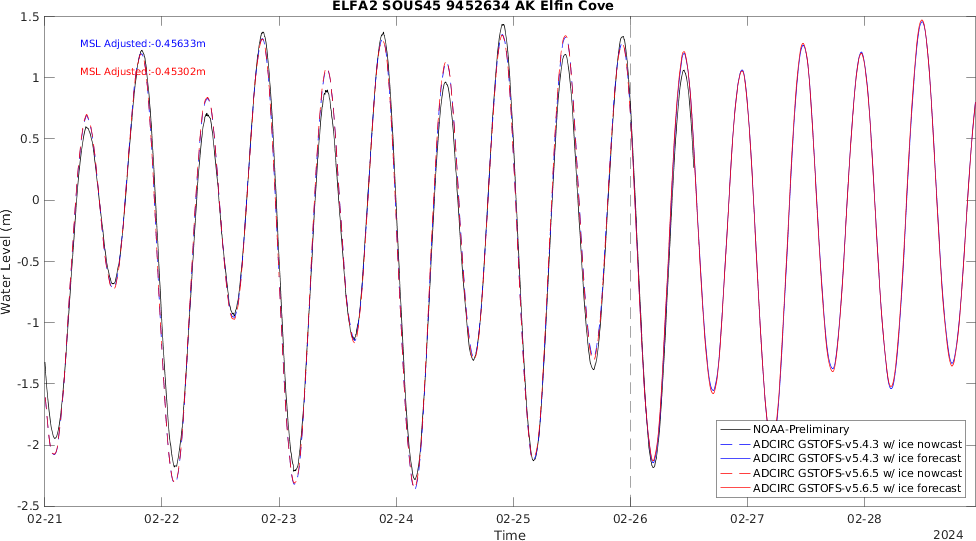 ELFA2 SOUS45 9452634 AK Elfin Cove
1.5
1
0.5
0
-0.5
-1
-1.5
-2
-2.5
Water Level (m)
MSL Adjusted:-0.45633m
MSL Adjusted:-0.45302m
NOAA-Preliminary
ADCIRC GSTOFS-v5.4.3 w/ ice nowcast
ADCIRC GSTOFS-v5.4.3 w/ ice forecast
ADCIRC GSTOFS-v5.6.5 w/ ice nowcast
ADCIRC GSTOFS-v5.6.5 w/ ice forecast
02-21 02-22 02-23 02-24 02-25 02-26 02-27 02-28
Time
2024